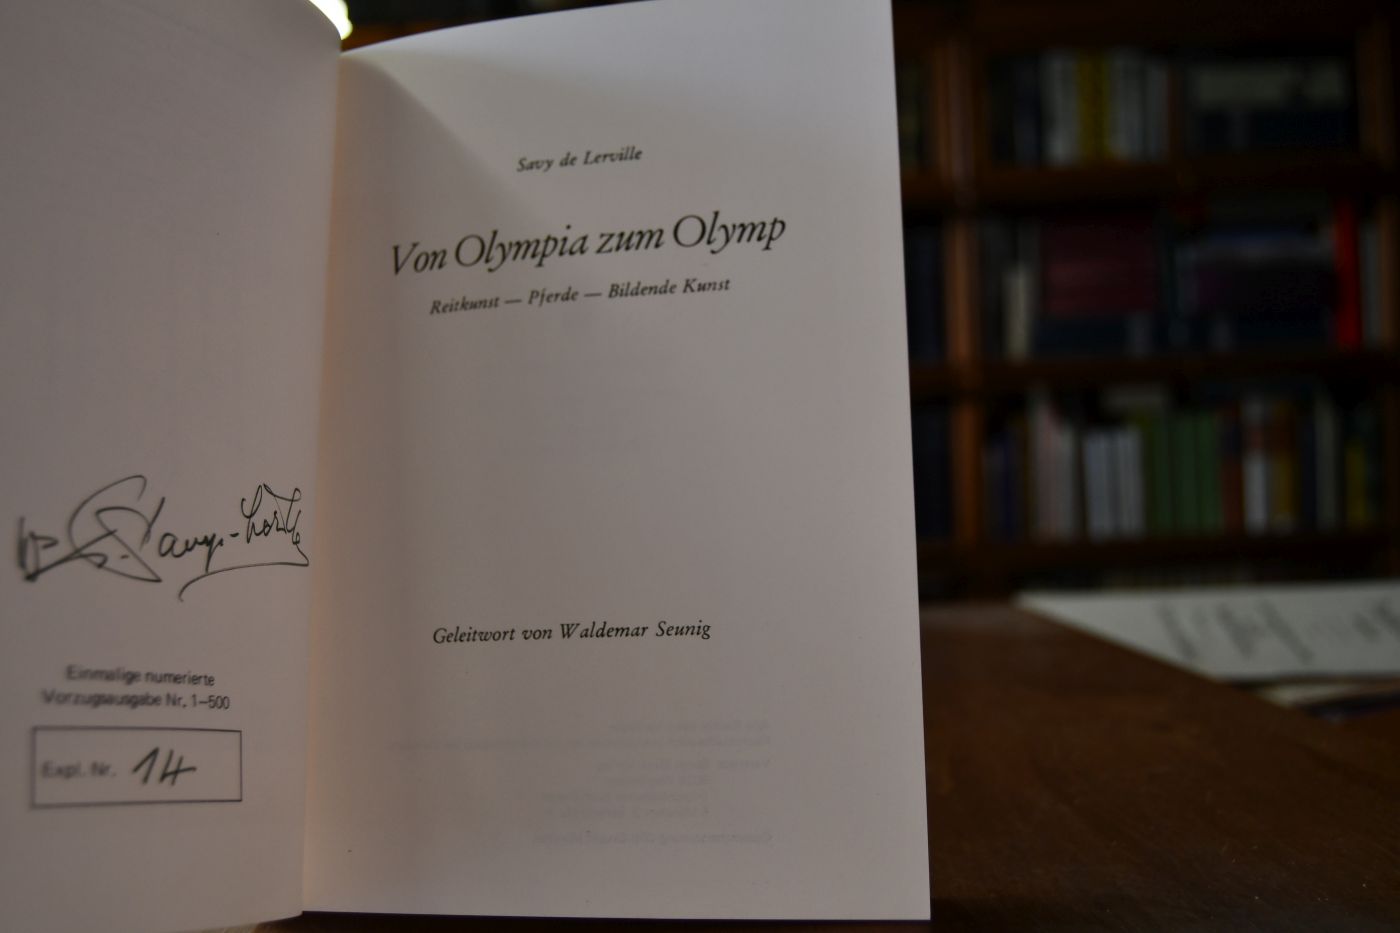 Einmalige numerierte
Vorzugsausgabe Nr. 1–500
Expl. Nr. 14
Savy de Lerville
Von Olympia zum Olymp
Reitkunst — Pferde — Bildende Kunst
Geleitwort von Waldemar Seunig